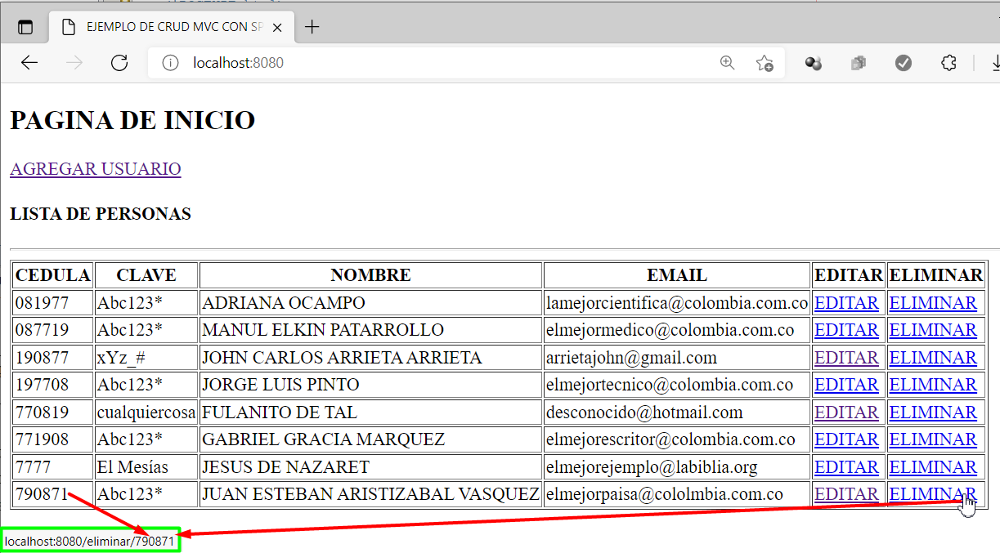 EJEMPLO DE CRUD MVC CON SP
localhost:8080
PAGINA DE INICIO
AGREGAR USUARIO
LISTA DE PERSONAS
CEDULA CLAVE NOMBRE EMAIL EDITAR ELIMINAR
081977 Abc123* ADRIANA OCAMPO lamejorcientifica@colombia.com.co EDITAR ELIMINAR
087719 Abc123* MANUL ELKIN PATARROLLO elmejormedico@colombia.com.co EDITAR ELIMINAR
190877 xYz_# JOHN CARLOS ARRIETA ARRIETA arrietajohn@gmail.com EDITAR ELIMINAR
197708 Abc123* JORGE LUIS PINTO elmejortecnico@colombia.com.co EDITAR ELIMINAR
770819 cualquiercosa FULANITO DE TAL desconocido@hotmail.com EDITAR ELIMINAR
771908 Abc123* GABRIEL GRACIA MARQUEZ elmejorescritor@colombia.com.co EDITAR ELIMINAR
7777 El Mesías JESUS DE NAZARET elmejorejemplo@labiblia.org EDITAR ELIMINAR
790871 Abc123* JUAN ESTEBAN ARISTIZABAL VASQUEZ elmejorpaisa@cololmbia.com.co EDITAR ELIMINAR
localhost:8080/eliminar/790871